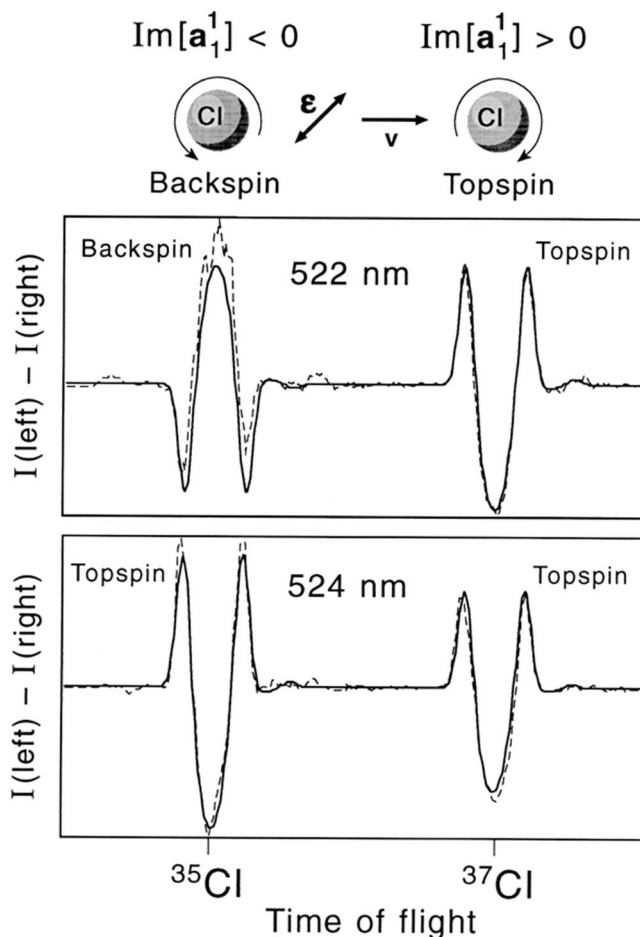 Im[a₁¹] < 0
Im[a₁¹] > 0
Cl
ε
v
Cl
Backspin
Topspin
Backspin
522 nm
Topspin
I(left) – I(right)
Topspin
524 nm
Topspin
I(left) – I(right)
³⁵Cl
³⁷Cl
Time of flight